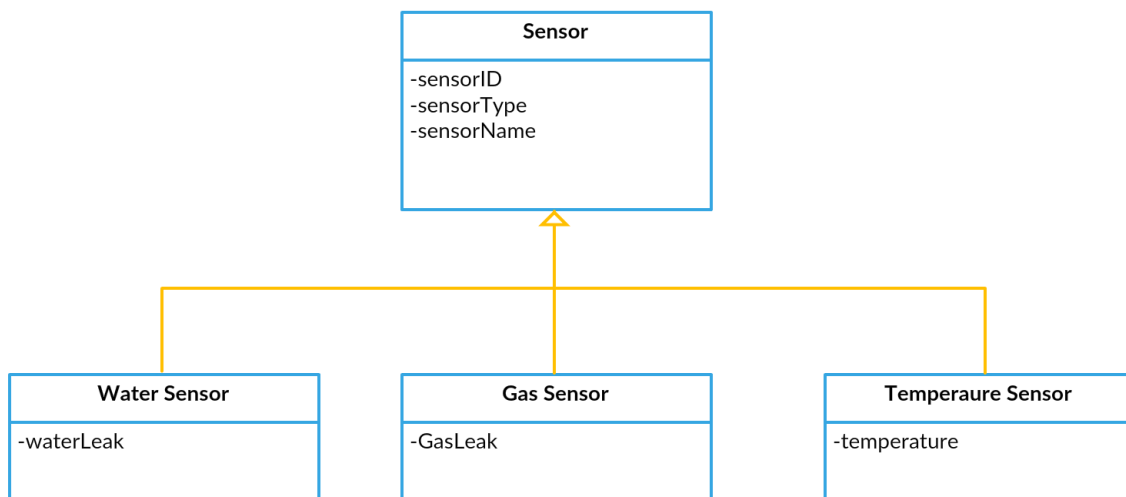 Sensor
-sensorID
-sensorType
-sensorName
Water Sensor
-waterLeak
Gas Sensor
-GasLeak
Temperaure Sensor
-temperature